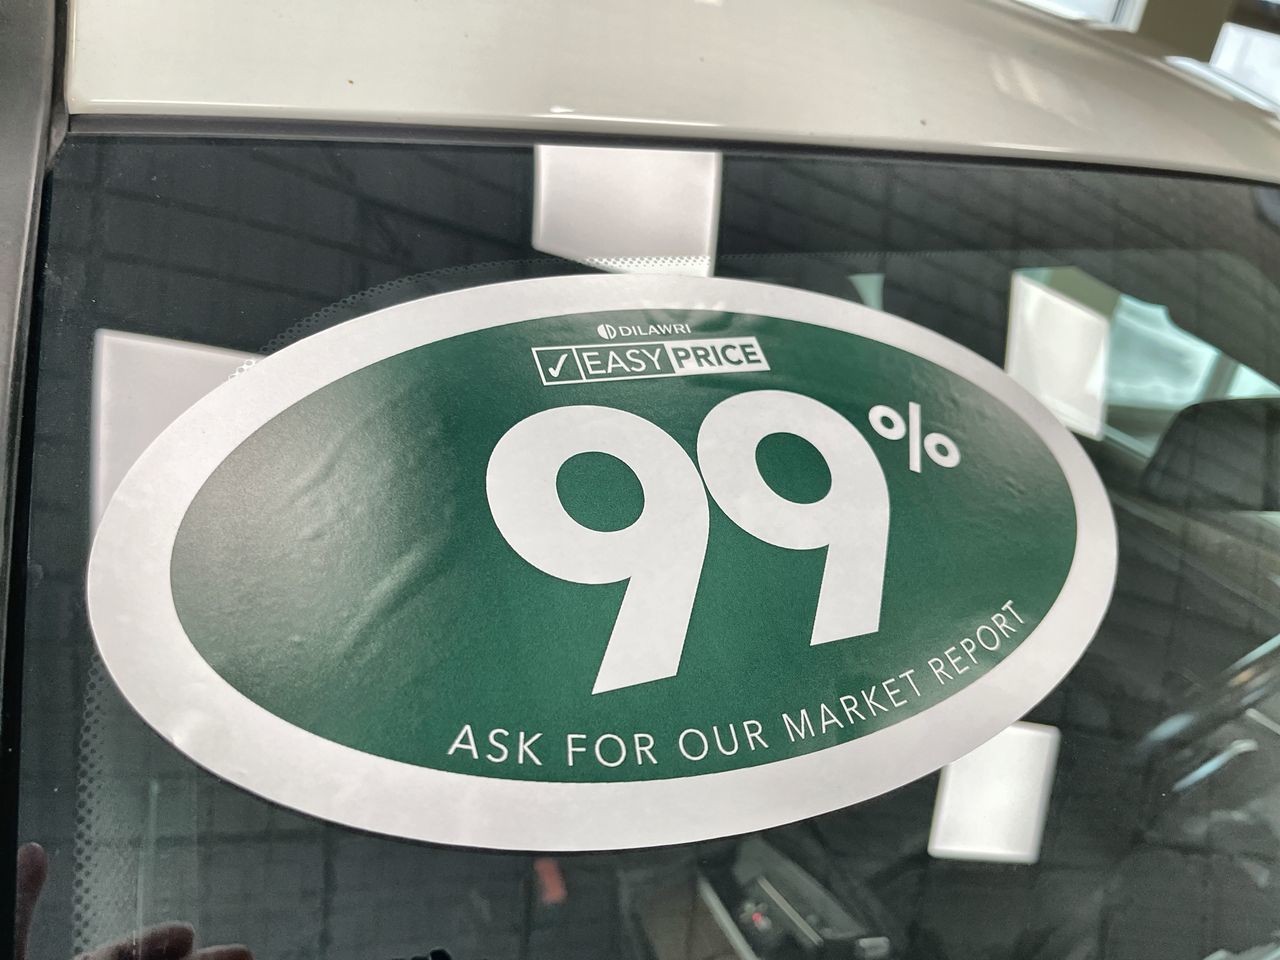 DILAWRI
✓ EASY PRICE
99%
ASK FOR OUR MARKET REPORT